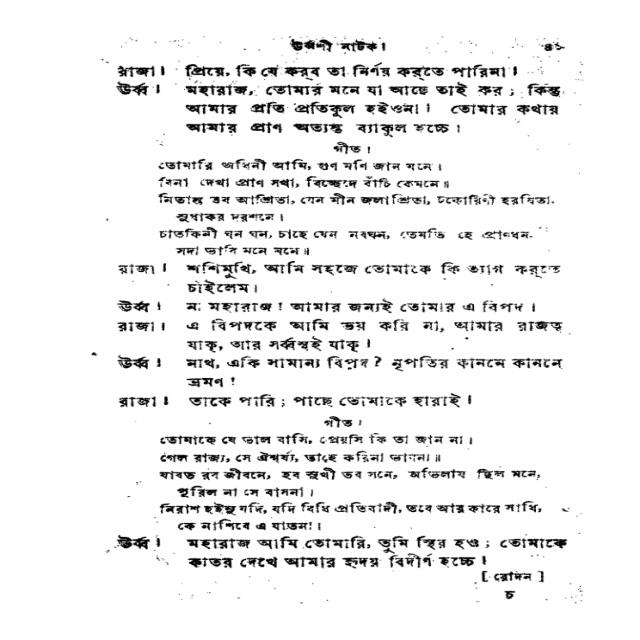 উর্ব্বশী নাটক।
রাজা। প্রিয়ে, কি যে করব তা নির্ণয় কর্‌তে পারিনা।
উর্ব্ব। মহারাজ, তোমার মনে যা আছে তাই কর; কিন্তু
আমার প্রতি প্রতিকুল হইওনা। তোমার কথায়
আমার প্রাণ অত্যন্ত ব্যাকুল হচ্চে।
গীত।
তোমারি অধিনী আমি, গুণ মণি জান মনে।
বিনা দেখা প্রাণ সখা, বিচ্ছেদে বাঁচি কেমনে॥
নিতান্ত তব আশ্রিতা, যেন মীন জলাশ্রিতা, চকোরিণী হরষিতা
সুধাকর দরশনে।
চাতকিনী ঘন ঘন, চাহে যেন নবঘন, তেমতি হে প্রাণধন
সদা ভাবি মনে মনে॥
রাজা। শশিমুখি, আমি সহজে তোমাকে কি ত্যাগ কর্‌তে
চাইলেম।
উর্ব্ব। না মহারাজ! আমার জন্যই তোমার এ বিপদ।
রাজা। এ বিপদকে আমি ভয় করি না, আমার রাজত্ব
যাক্, আর সর্ব্বস্বই যাক্।
উর্ব্ব। নাথ, একি সামান্য বিপদ? নৃপতির কাননে কাননে
ভ্রমণ!
রাজা। তাকে পারি; পাছে তোমাকে হারাই।
গীত।
তোমাকে যে ভাল বাসি, প্রেয়সি কি তা জান না।
গেল রাজ্য, সে ঐশ্বর্য্য, তাহে করিনা ভাবনা॥
যাবত রব জীবনে, হব সুখী তব সনে, অভিলাষ ছিল মনে,
পূরিল না সে বাসনা।
নিরাশ হইনু যদি, যদি বিধি প্রতিবাদী, তবে আর কারে সাধি,
কে নাশিবে এ যাতনা।
উর্ব্ব। মহারাজ আমি তোমারি, তুমি স্থির হও; তোমাকে
কাতর দেখে আমার হৃদয় বিদীর্ণ হচ্চে।
[ রোদন ]
চ